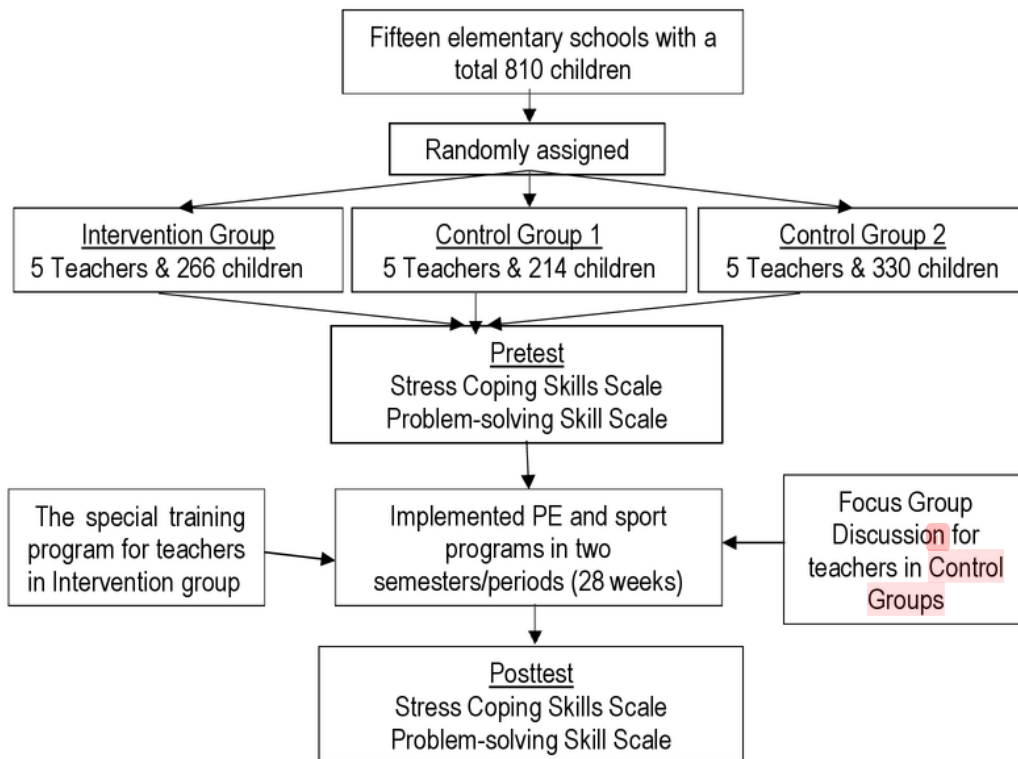 Fifteen elementary schools with a
total 810 children
Randomly assigned
Intervention Group
5 Teachers & 266 children
Control Group 1
5 Teachers & 214 children
Control Group 2
5 Teachers & 330 children
Pretest
Stress Coping Skills Scale
Problem-solving Skill Scale
The special training
program for teachers
in Intervention group
Implemented PE and sport
programs in two
semesters/periods (28 weeks)
Focus Group
Discussion for
teachers in Control
Groups
Posttest
Stress Coping Skills Scale
Problem-solving Skill Scale